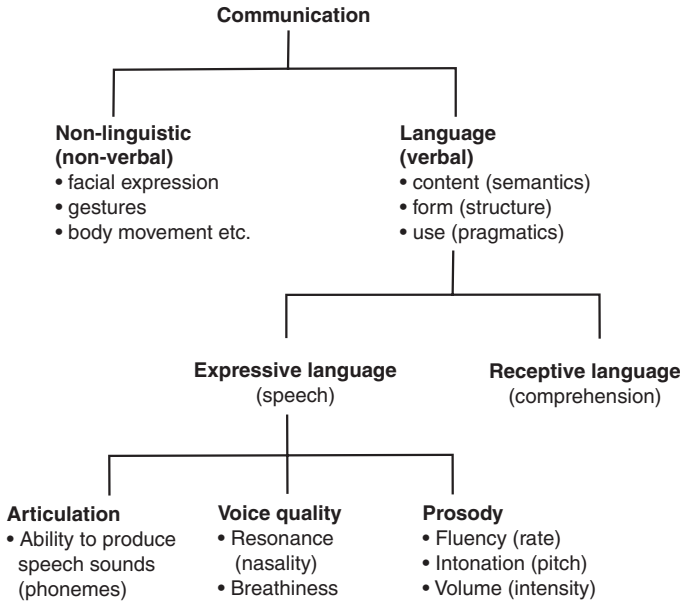 Communication
Non-linguistic
(non-verbal)
• facial expression
• gestures
• body movement etc.
Language
(verbal)
• content (semantics)
• form (structure)
• use (pragmatics)
Expressive language
(speech)
Receptive language
(comprehension)
Articulation
• Ability to produce
speech sounds
(phonemes)
Voice quality
• Resonance
(nasality)
• Breathiness
Prosody
• Fluency (rate)
• Intonation (pitch)
• Volume (intensity)